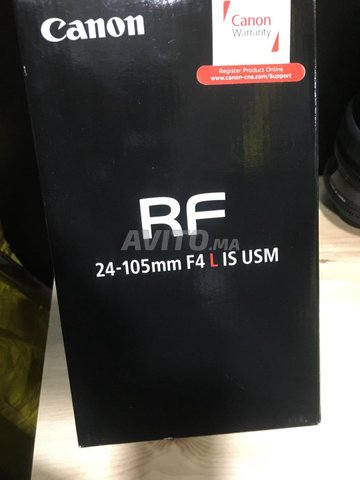 Canon
Canon
Warranty
Register Product Online
www.canon-cna.com/Support
RF
AVITO.ma
24-105mm F4 L IS USM